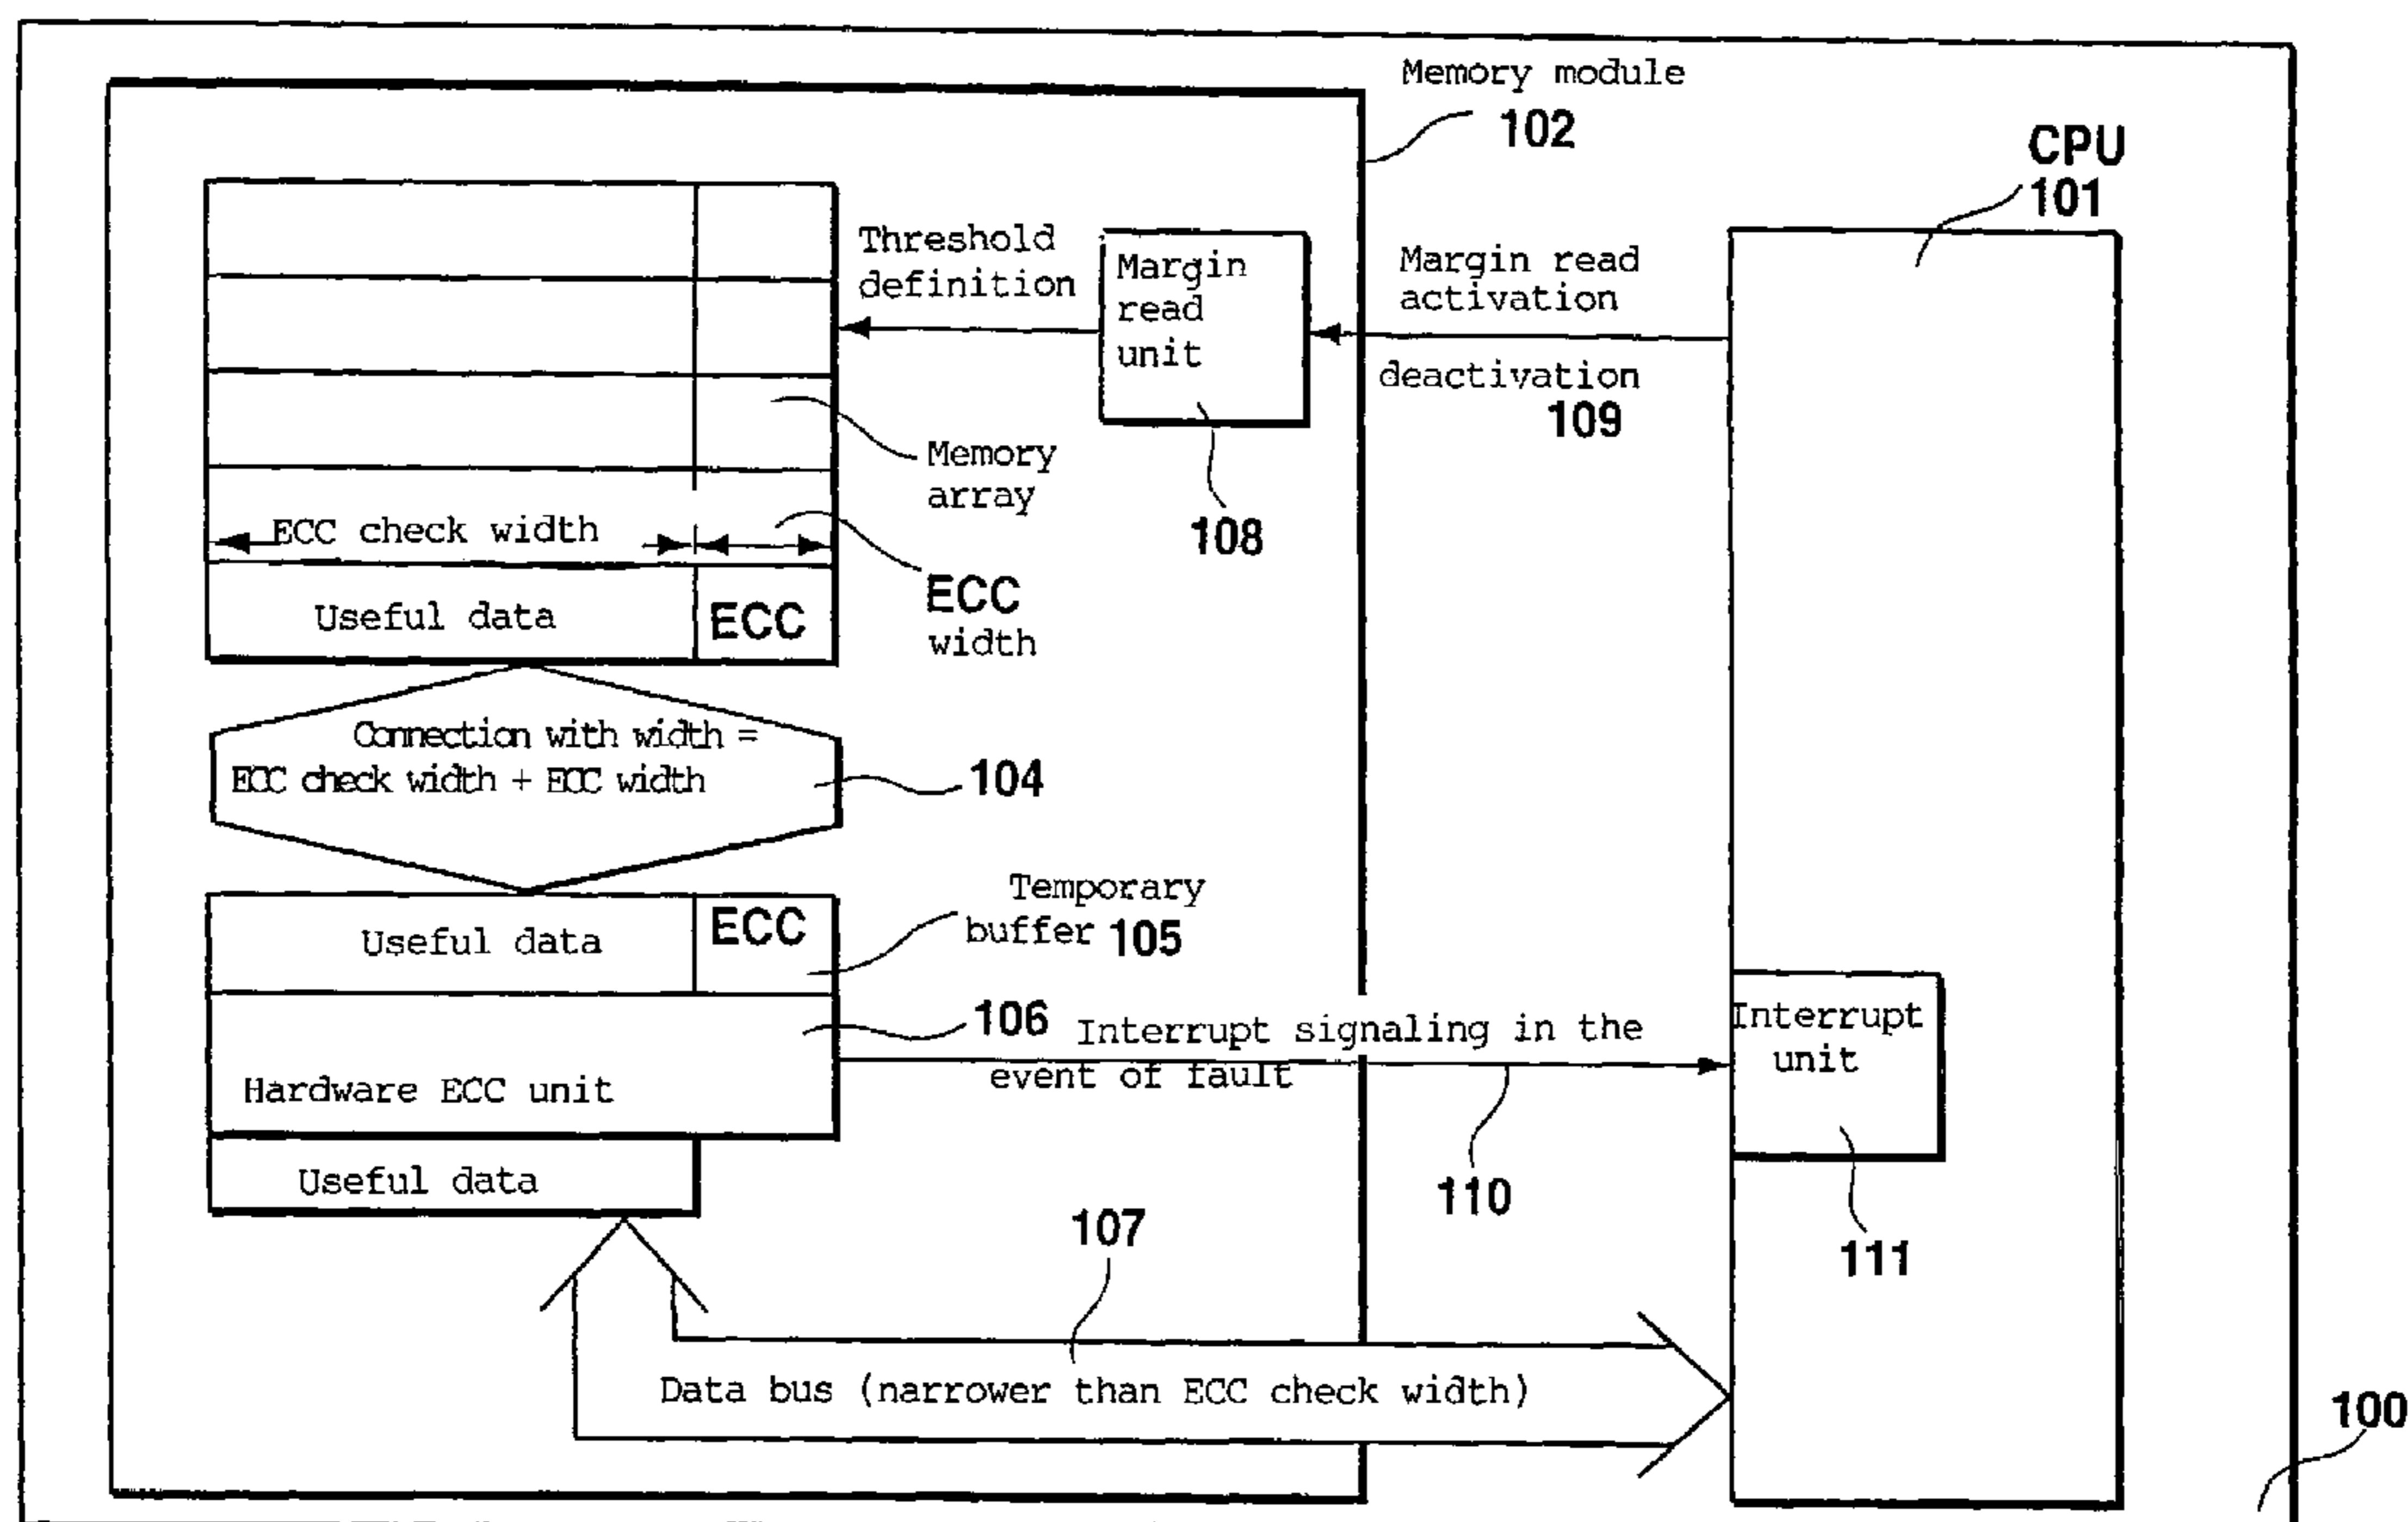 Memory module
102
CPU
101
Threshold
definition
Margin
read
unit
Margin read
activation
deactivation
109
Memory
array
108
ECC check width
ECC
width
Useful data
ECC
Connection with width =
ECC check width + ECC width
104
Temporary
buffer 105
Useful data
ECC
106
Interrupt signaling in the
event of fault
Interrupt
unit
Hardware ECC unit
Useful data
110
107
111
Data bus (narrower than ECC check width)
100